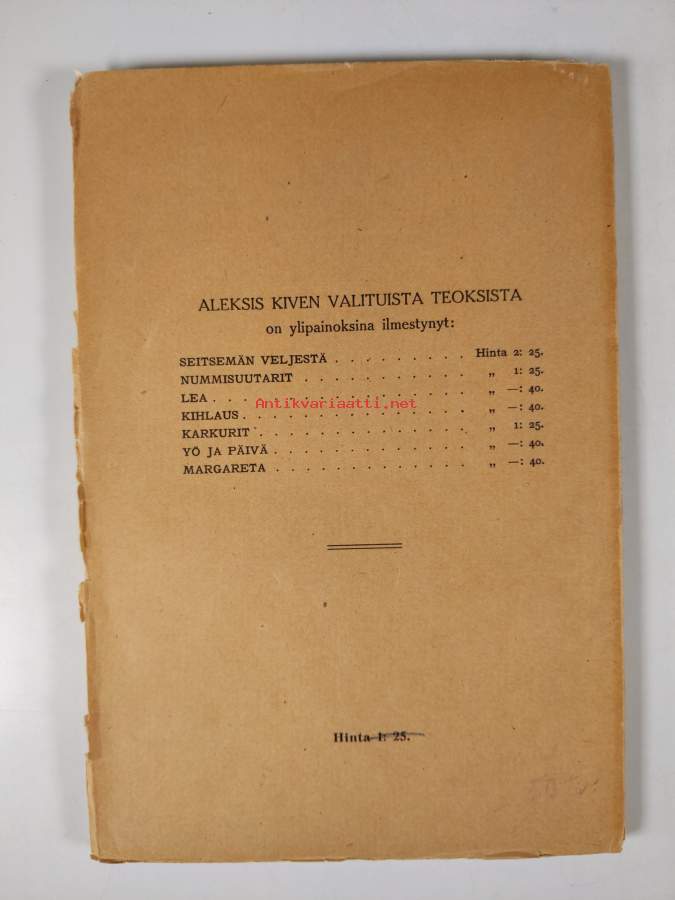 ALEKSIS KIVEN VALITUISTA TEOKSISTA
on ylipainoksina ilmestynyt:
SEITSEMÄN VELJESTÄ . . . . . . . . . Hinta 2: 25.
NUMMISUUTARIT . . . . . . . . . . . „ 1: 25.
LEA . . . . . . . . . . . . . . . „ —: 40.
Antikvariaatti.net
KIHLAUS . . . . . . . . . . . . . . „ —: 40.
KARKURIT . . . . . . . . . . . . . „ 1: 25.
YÖ JA PÄIVÄ . . . . . . . . . . . . „ —: 40.
MARGARETA . . . . . . . . . . . . „ —: 40.
Hinta 1: 25.